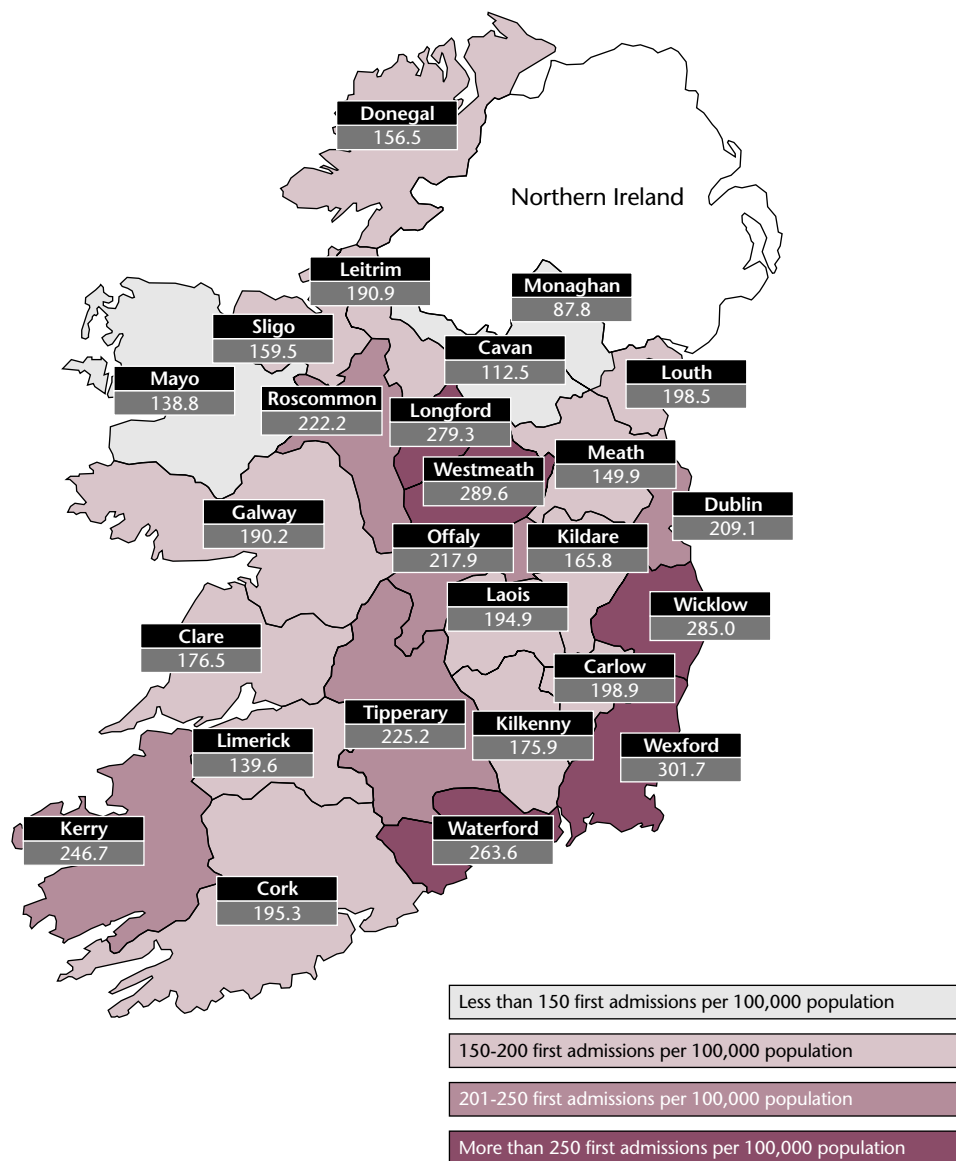 Donegal
156.5
Northern Ireland
Leitrim
190.9
Monaghan
87.8
Sligo
159.5
Cavan
112.5
Louth
198.5
Mayo
138.8
Roscommon
222.2
Longford
279.3
Meath
149.9
Westmeath
289.6
Dublin
209.1
Galway
190.2
Offaly
217.9
Kildare
165.8
Laois
194.9
Wicklow
285.0
Clare
176.5
Carlow
198.9
Tipperary
225.2
Kilkenny
175.9
Limerick
139.6
Wexford
301.7
Kerry
246.7
Waterford
263.6
Cork
195.3
Less than 150 first admissions per 100,000 population
150-200 first admissions per 100,000 population
201-250 first admissions per 100,000 population
More than 250 first admissions per 100,000 population